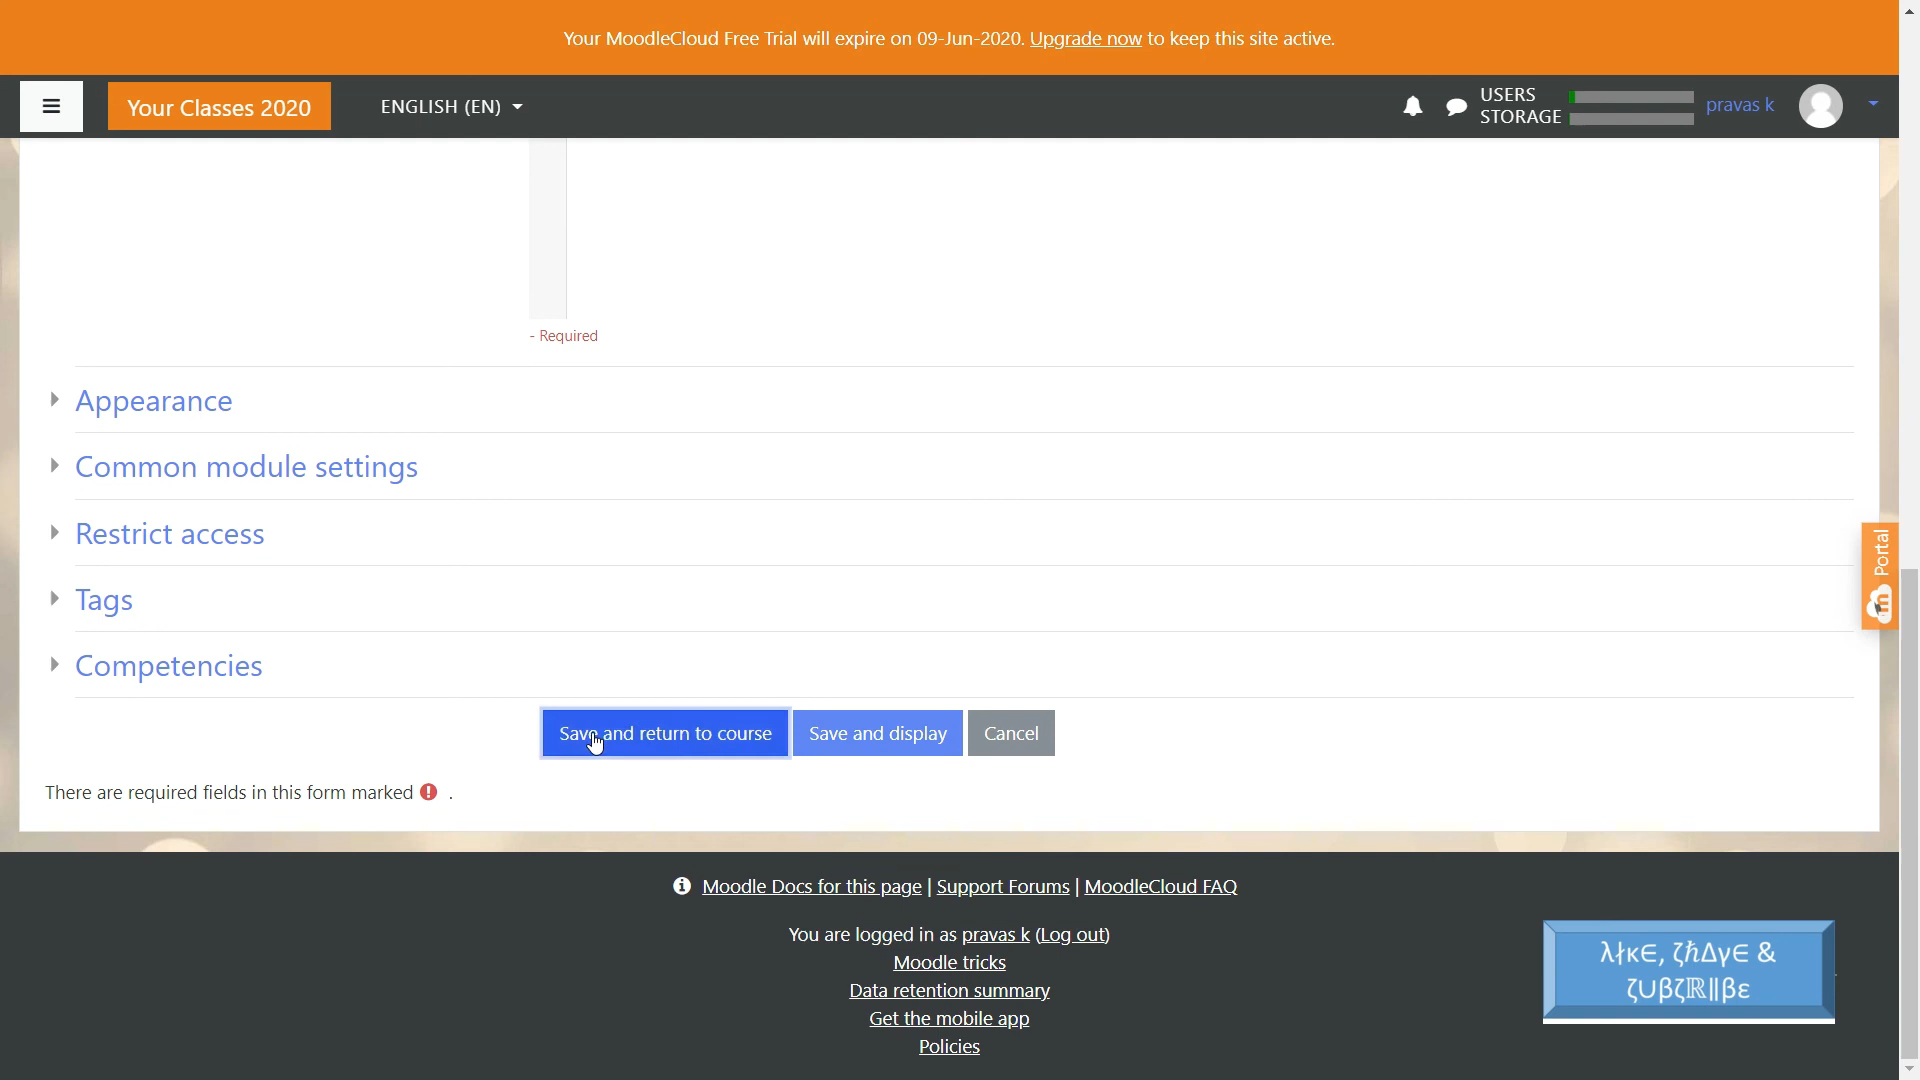 Your MoodleCloud Free Trial will expire on 09-Jun-2020. Upgrade now to keep this site active.
Your Classes 2020
ENGLISH (EN)
USERS
STORAGE
pravas k
- Required
Appearance
Common module settings
Restrict access
Tags
Competencies
Portal
Save and return to course
Save and display
Cancel
There are required fields in this form marked .
Moodle Docs for this page | Support Forums | MoodleCloud FAQ
You are logged in as pravas k (Log out)
Moodle tricks
Data retention summary
Get the mobile app
Policies
λƗκ∈, ζℏΔγ∈ &
ζUβζℝ‖βε